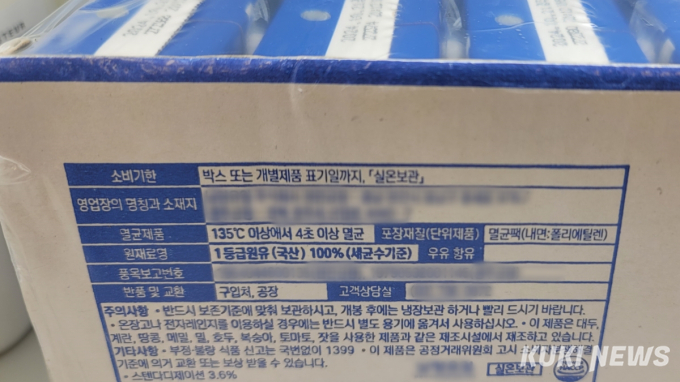 소비기한 박스 또는 개별제품 표기일까지, 「실온보관」
영업장의 명칭과 소재지
멸균제품 135℃ 이상에서 4초 이상 멸균 포장재질(단위제품) 멸균팩(내면:폴리에틸렌)
원재료명 1등급원유(국산) 100% (세균수기준) 우유 함유
품목보고번호
반품 및 교환 구입처, 공장 고객상담실
주의사항 • 반드시 보존기준에 맞춰 보관하시고, 개봉 후에는 냉장보관 하거나 빨리 드시기 바랍니다.
• 온장고나 전자레인지를 이용하실 경우에는 반드시 별도 용기에 옮겨서 사용하십시오. • 이 제품은 대두,
계란, 땅콩, 메밀, 밀, 호두, 복숭아, 토마토, 잣을 사용한 제품과 같은 제조시설에서 제조하고 있습니다.
기타사항 • 부정·불량 식품 신고는 국번없이 1399 • 이 제품은 공정거래위원회 고시
기준에 의거 교환 또는 보상 받을 수 있습니다.
• 스탠다디제이션 3.6%
실온보관
KUKI NEWS